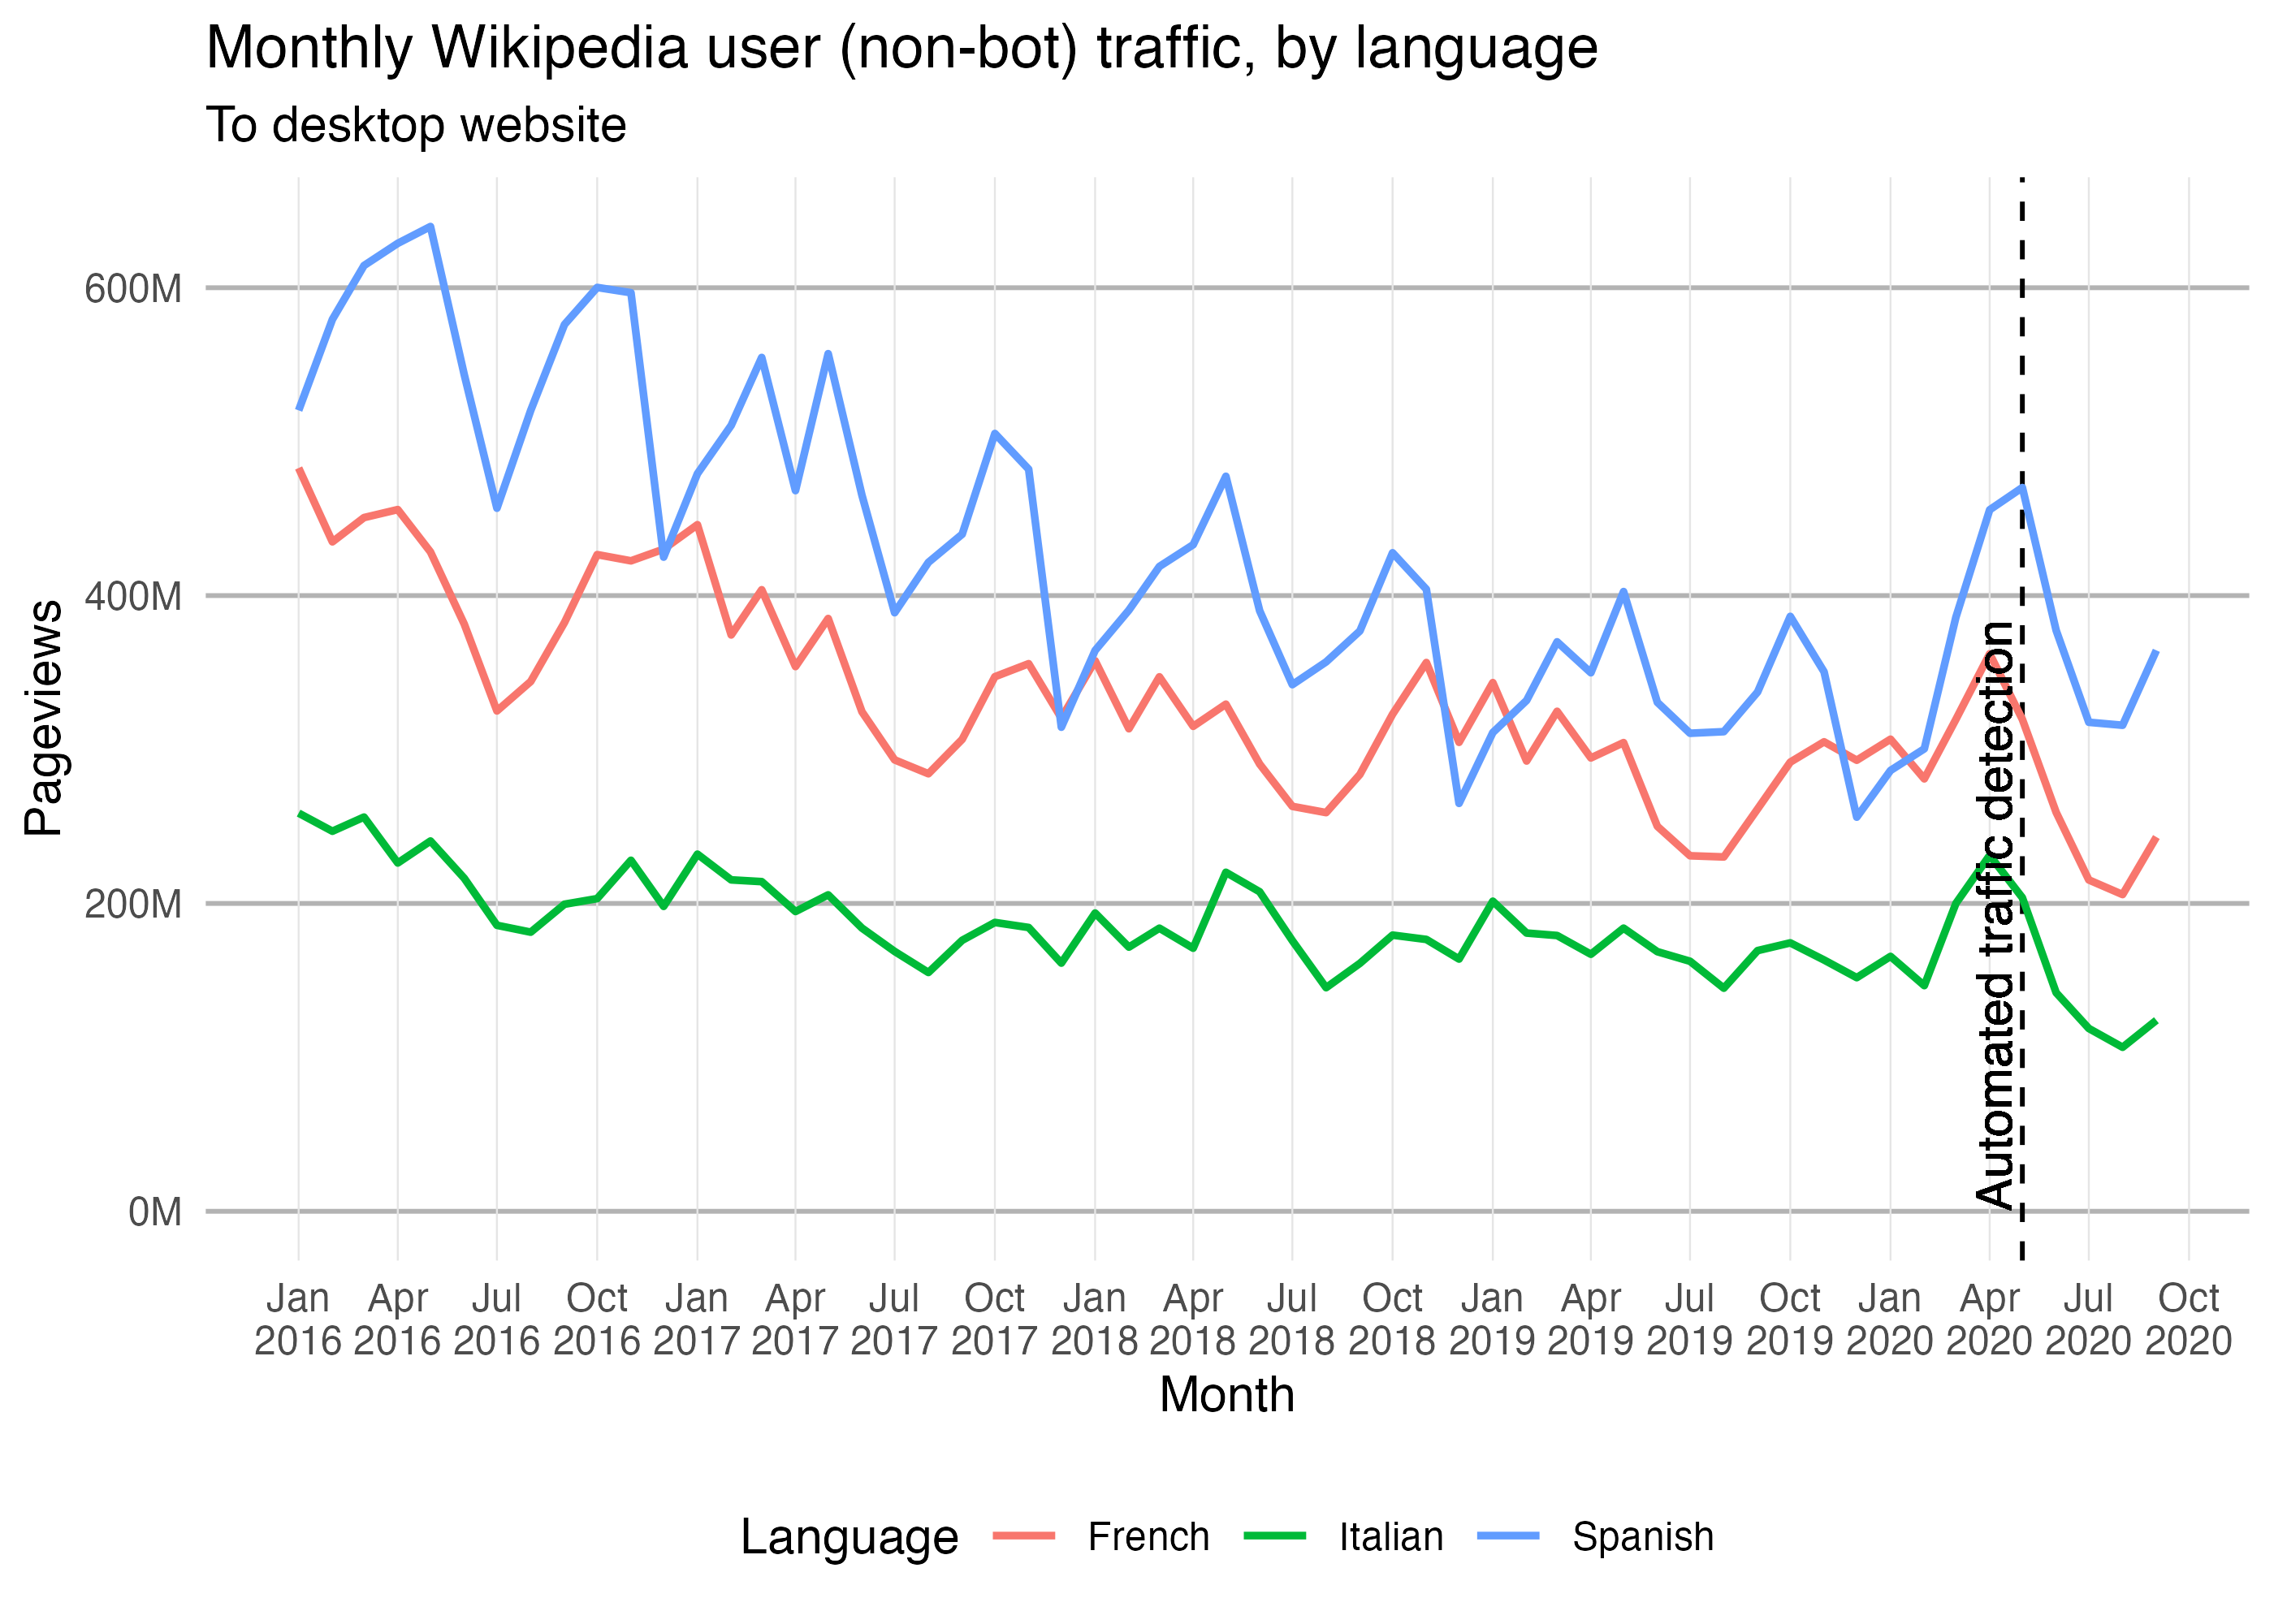 Monthly Wikipedia user (non-bot) traffic, by language
To desktop website
Pageviews
600M
400M
200M
0M
Automated traffic detection
Jan Apr Jul Oct Jan Apr Jul Oct Jan Apr Jul Oct Jan Apr Jul Oct Jan Apr Jul Oct
2016 2016 2016 2016 2017 2017 2017 2017 2018 2018 2018 2018 2019 2019 2019 2019 2020 2020 2020 2020
Month
Language French Italian Spanish